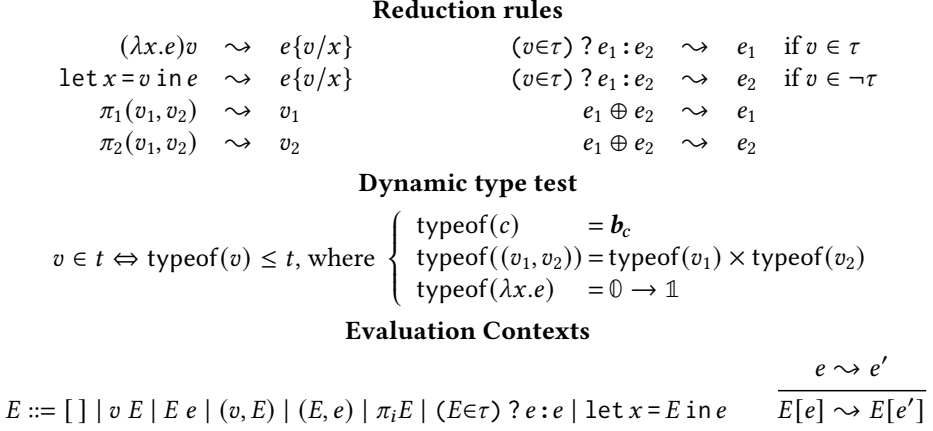 Reduction rules
(λx.e)v ⇝ e{v/x} (v∈τ) ? e₁ : e₂ ⇝ e₁ if v ∈ τ
let x = v in e ⇝ e{v/x} (v∈τ) ? e₁ : e₂ ⇝ e₂ if v ∈ ¬τ
π₁(v₁, v₂) ⇝ v₁ e₁ ⊕ e₂ ⇝ e₁
π₂(v₁, v₂) ⇝ v₂ e₁ ⊕ e₂ ⇝ e₂
Dynamic type test
typeof(c) = b_c
v ∈ t ⇔ typeof(v) ≤ t, where { typeof((v₁, v₂)) = typeof(v₁) × typeof(v₂)
typeof(λx.e) = 𝟘 → 𝟙
Evaluation Contexts
e ⇝ e′
E ::= [ ] | v E | E e | (v, E) | (E, e) | πᵢE | (E∈τ) ? e : e | let x = E in e E[e] ⇝ E[e′]